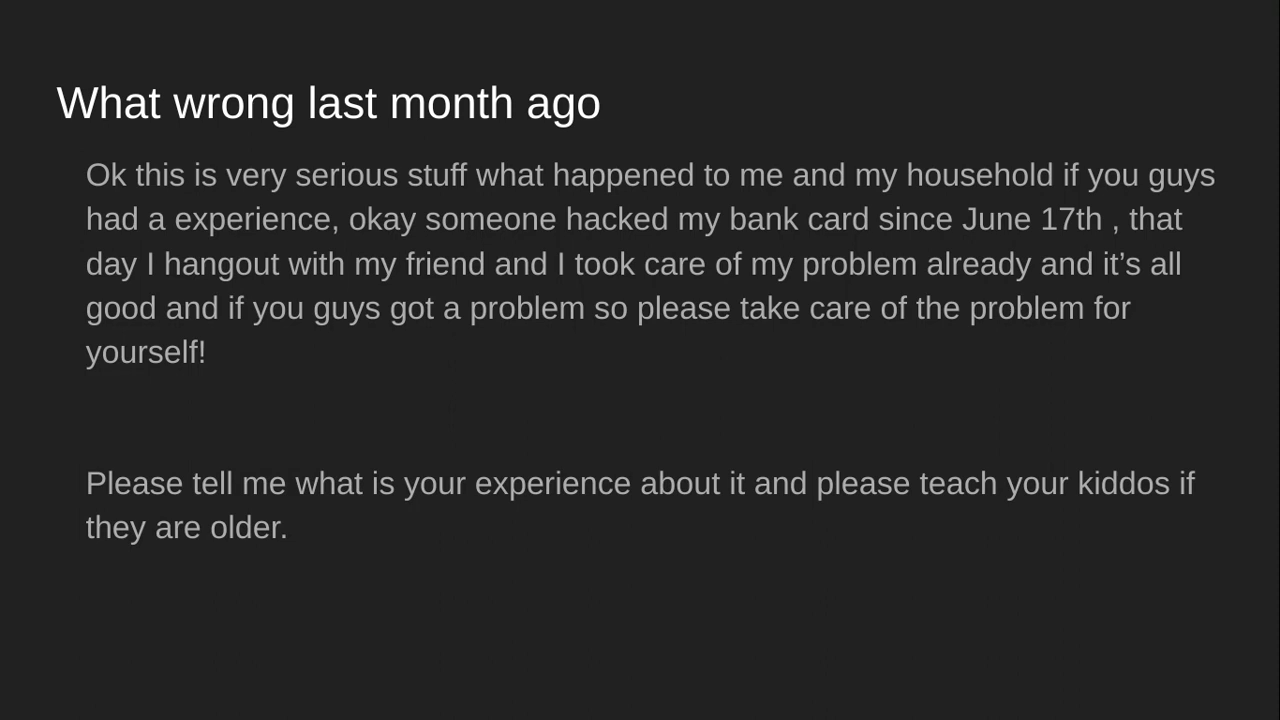 What wrong last month ago
Ok this is very serious stuff what happened to me and my household if you guys
had a experience, okay someone hacked my bank card since June 17th , that
day I hangout with my friend and I took care of my problem already and it’s all
good and if you guys got a problem so please take care of the problem for
yourself!
Please tell me what is your experience about it and please teach your kiddos if
they are older.